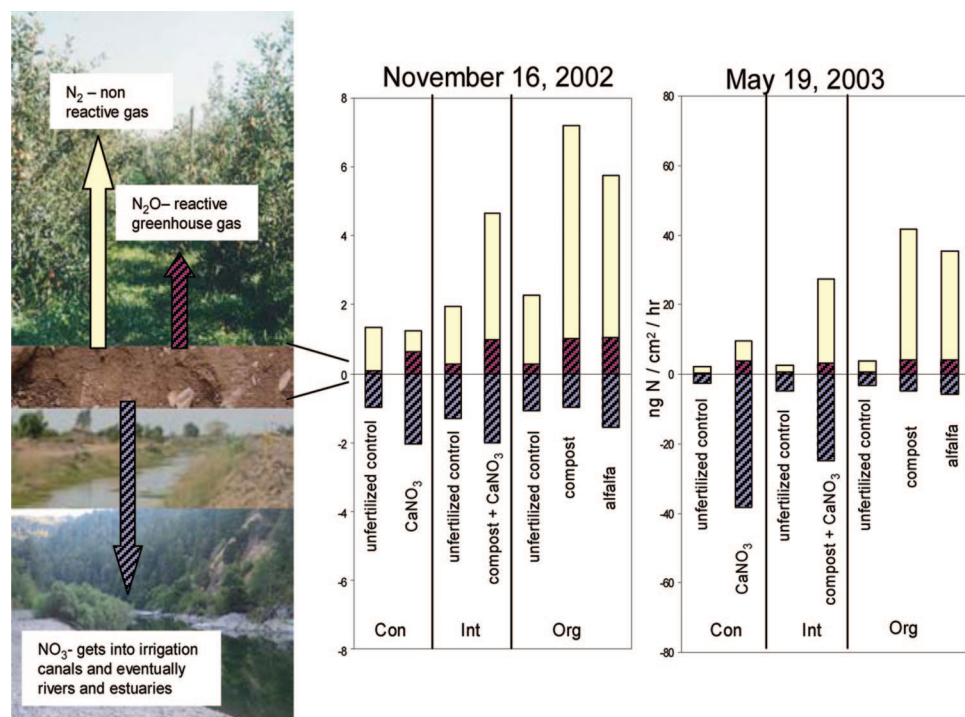 N₂ – non
reactive gas
N₂O– reactive
greenhouse gas
NO₃- gets into irrigation
canals and eventually
rivers and estuaries
November 16, 2002
8
6
4
2
0
-2
-4
-6
-8
unfertilized control
CaNO₃
unfertilized control
compost + CaNO₃
unfertilized control
compost
alfalfa
Con
Int
Org
May 19, 2003
ng N / cm² / hr
80
60
40
20
0
-20
-40
-60
-80
unfertilized control
CaNO₃
unfertilized control
compost + CaNO₃
unfertilized control
compost
alfalfa
Con
Int
Org